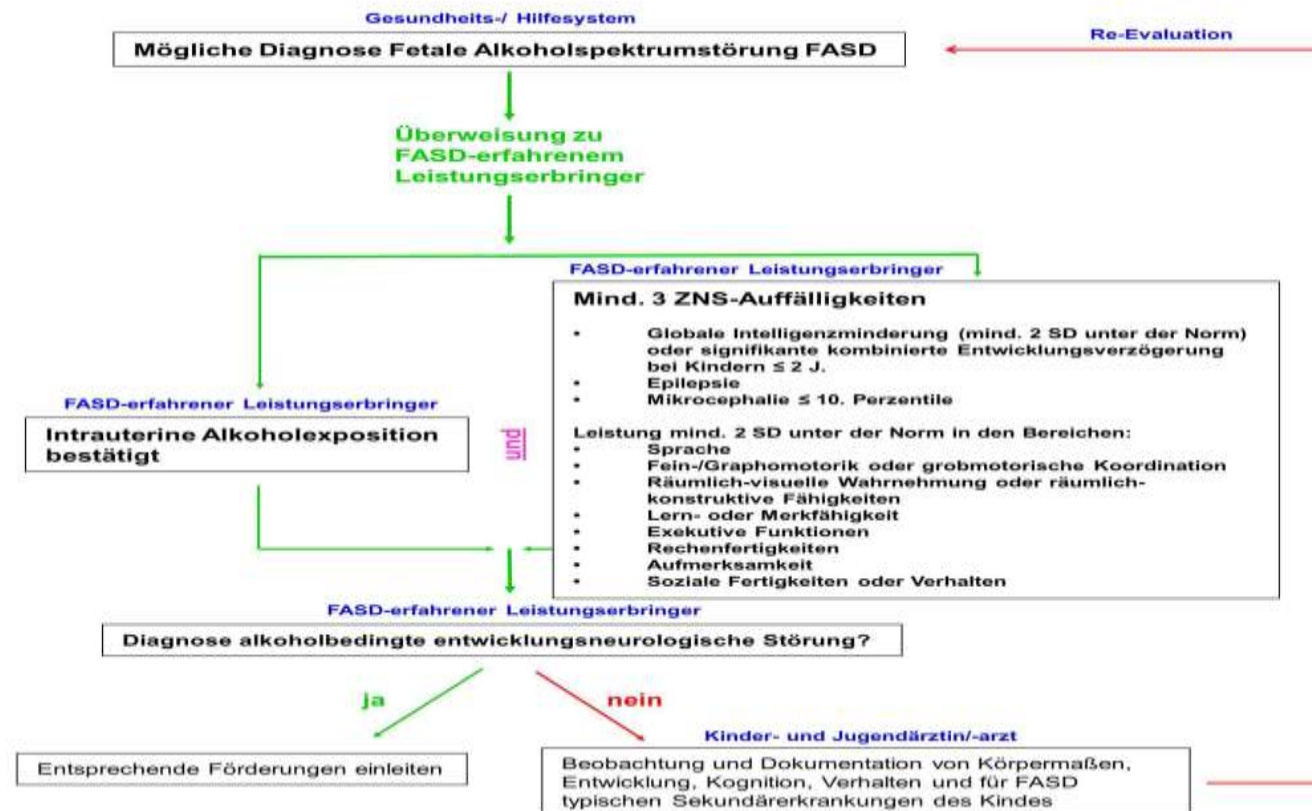 Gesundheits-/ Hilfesystem
Mögliche Diagnose Fetale Alkoholspektrumstörung FASD
Re-Evaluation
Überweisung zu
FASD-erfahrenem
Leistungserbringer
FASD-erfahrener Leistungserbringer
Mind. 3 ZNS-Auffälligkeiten
• Globale Intelligenzminderung (mind. 2 SD unter der Norm)
oder signifikante kombinierte Entwicklungsverzögerung
bei Kindern ≤ 2 J.
• Epilepsie
• Mikrocephalie ≤ 10. Perzentile
Leistung mind. 2 SD unter der Norm in den Bereichen:
• Sprache
• Fein-/Graphomotorik oder grobmotorische Koordination
• Räumlich-visuelle Wahrnehmung oder räumlich-
konstruktive Fähigkeiten
• Lern- oder Merkfähigkeit
• Exekutive Funktionen
• Rechenfertigkeiten
• Aufmerksamkeit
• Soziale Fertigkeiten oder Verhalten
FASD-erfahrener Leistungserbringer
Intrauterine Alkoholexposition
bestätigt
und
FASD-erfahrener Leistungserbringer
Diagnose alkoholbedingte entwicklungsneurologische Störung?
ja
nein
Entsprechende Förderungen einleiten
Kinder- und Jugendärztin/-arzt
Beobachtung und Dokumentation von Körpermaßen,
Entwicklung, Kognition, Verhalten und für FASD
typischen Sekundärerkrankungen des Kindes